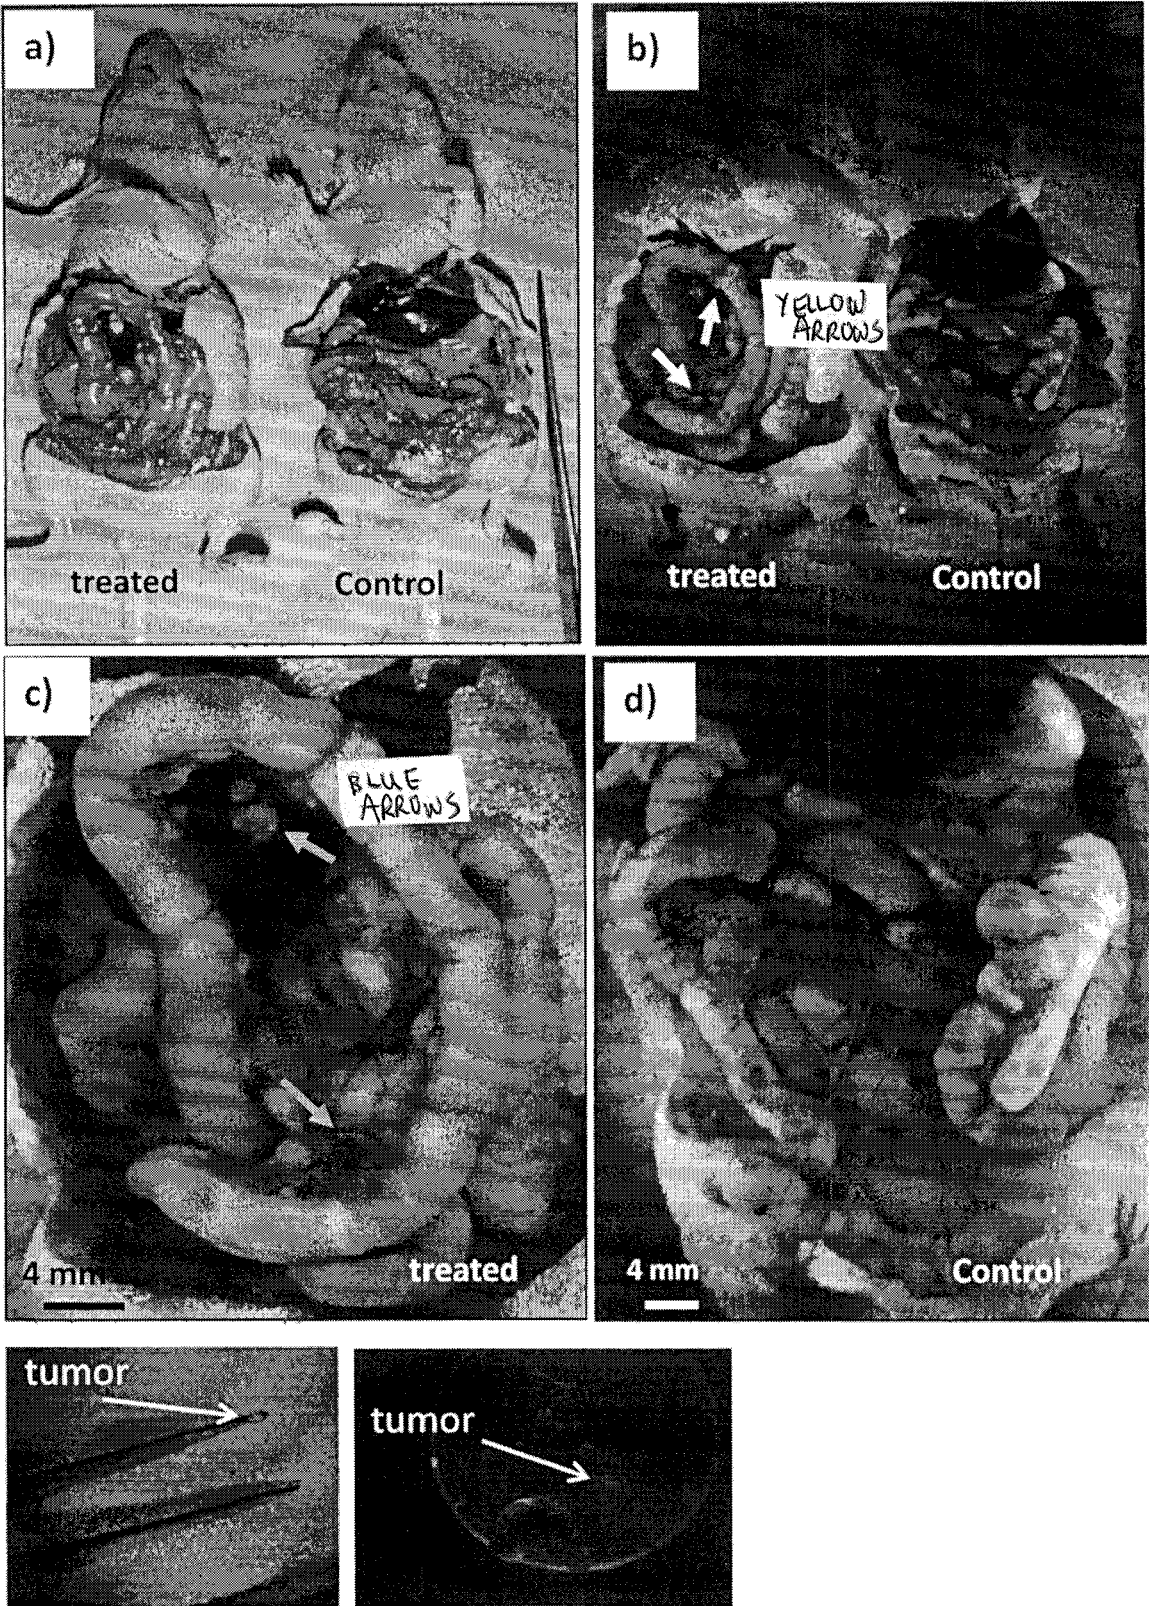 a)
b)
YELLOW
ARROWS
treated
Control
treated
Control
c)
d)
BLUE
ARROWS
4 mm
treated
4 mm
Control
tumor
tumor